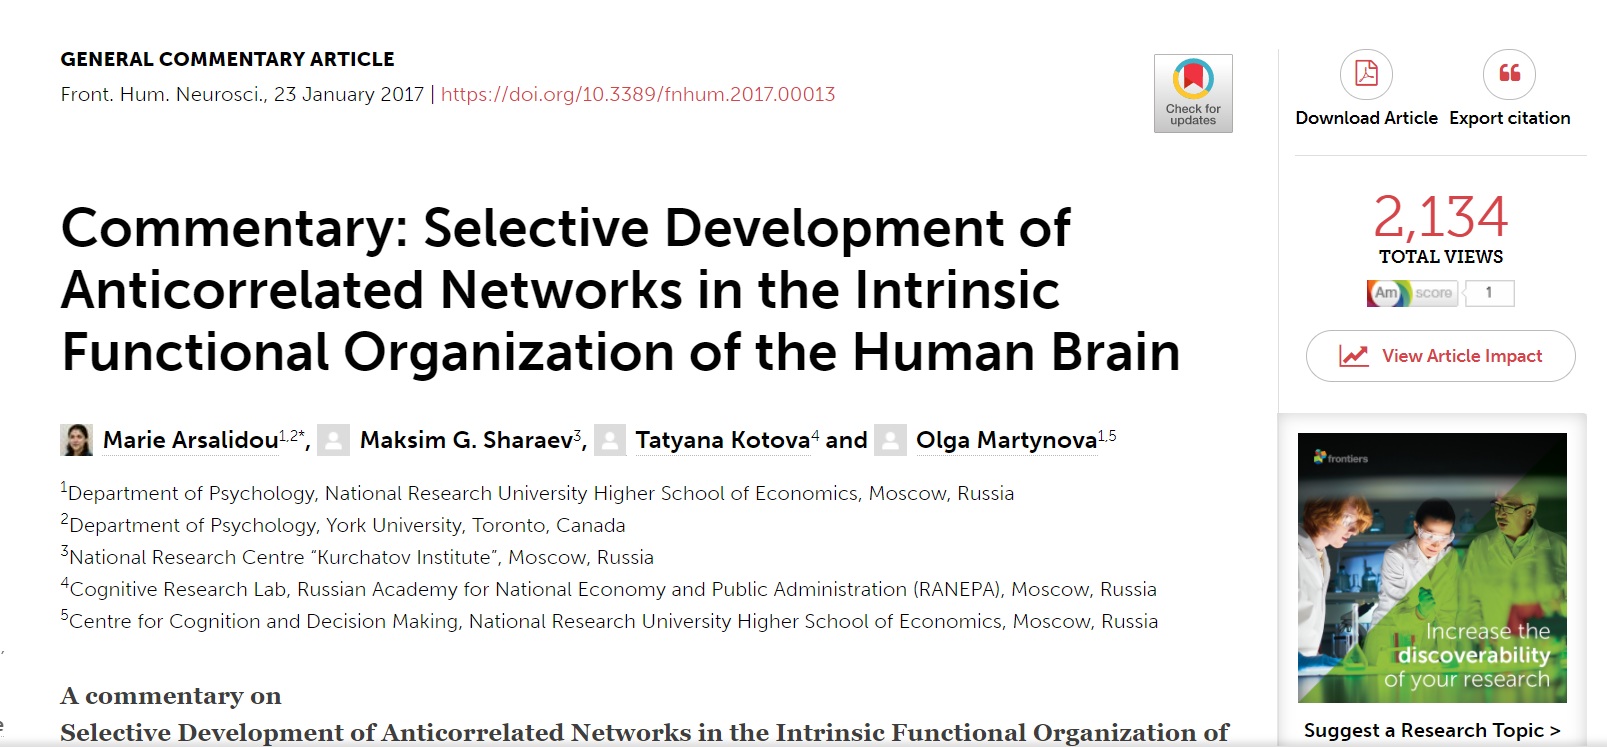 GENERAL COMMENTARY ARTICLE
Front. Hum. Neurosci., 23 January 2017 | https://doi.org/10.3389/fnhum.2017.00013
Check for
updates
Commentary: Selective Development of
Anticorrelated Networks in the Intrinsic
Functional Organization of the Human Brain
Marie Arsalidou1,2*, Maksim G. Sharaev3, Tatyana Kotova4 and Olga Martynova1,5
1Department of Psychology, National Research University Higher School of Economics, Moscow, Russia
2Department of Psychology, York University, Toronto, Canada
3National Research Centre “Kurchatov Institute”, Moscow, Russia
4Cognitive Research Lab, Russian Academy for National Economy and Public Administration (RANEPA), Moscow, Russia
5Centre for Cognition and Decision Making, National Research University Higher School of Economics, Moscow, Russia
A commentary on
Selective Development of Anticorrelated Networks in the Intrinsic Functional Organization of
Download Article Export citation
2,134
TOTAL VIEWS
Am score 1
View Article Impact
frontiers
Increase the
discoverability
of your research
Suggest a Research Topic >